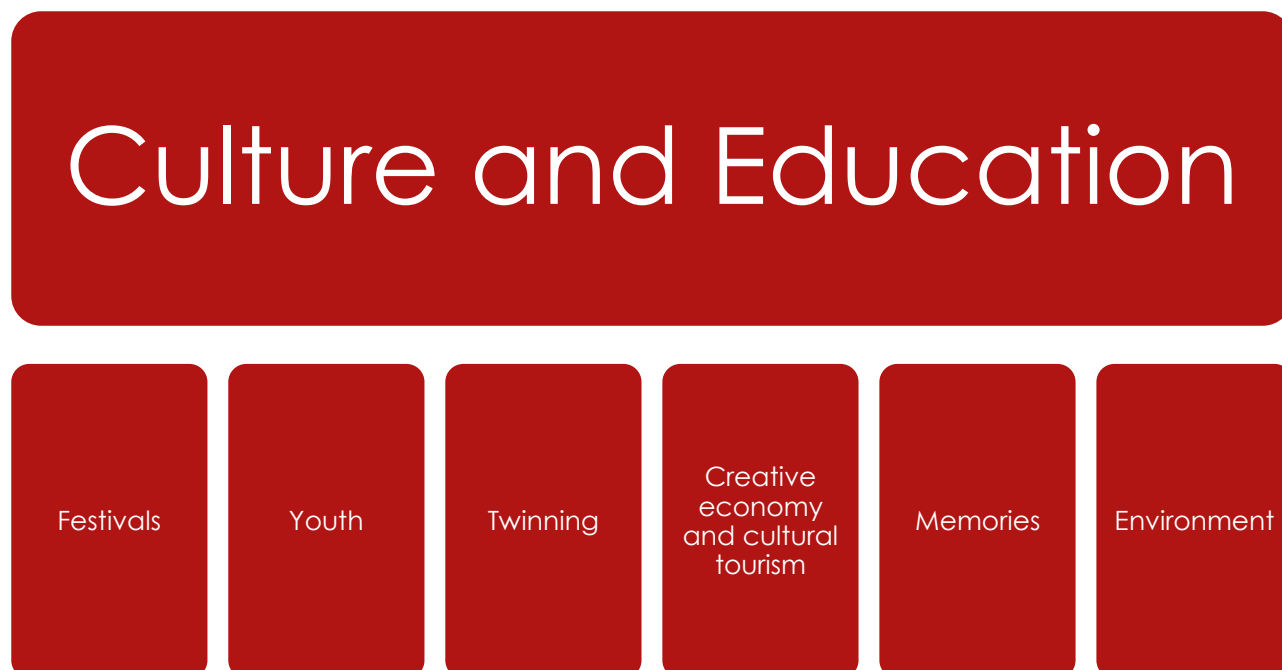 Culture and Education
Festivals
Youth
Twinning
Creative
economy
and cultural
tourism
Memories
Environment